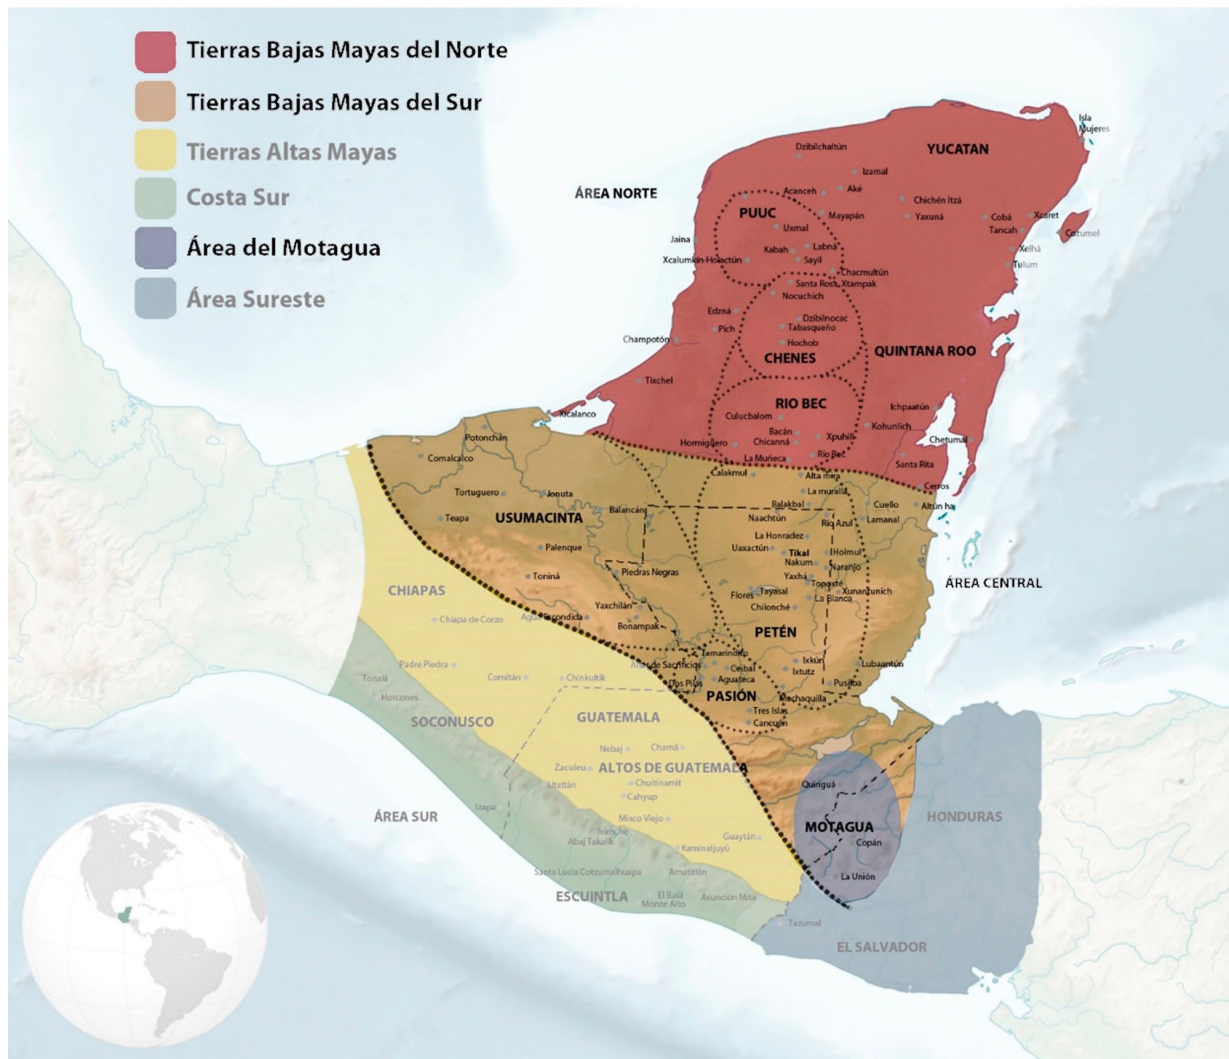 Tierras Bajas Mayas del Norte
Tierras Bajas Mayas del Sur
Tierras Altas Mayas
Costa Sur
Área del Motagua
Área Sureste
Isla
Mujeres
Dzibilchaltún
YUCATAN
Izamal
ÁREA NORTE
Acanceh
Aké
Chichén Itzá
PUUC
Mayapán
Yaxuná
Cobá
Xcaret
Uxmal
Tancah
Cozumel
Jaina
Kabah
Labná
Xelhá
Xcalumkin-Holactún
Sayil
Tulum
Chacmultún
Santa Rosa, Xtampak
Nocuchich
Edzná
Dzibilnocac
Pich
Tabasqueño
Champotón
Hochob
CHENES
QUINTANA ROO
Tixchel
RIO BEC
Ichpaatún
Xicalanco
Culucbalom
Kohunlich
Potonchán
Bacán
Xpuhil
Hormiguero
Chicanná
Chetumal
Comalcalco
La Muñeca
Río Bec
Santa Rita
Calakmul
Alta mira
Cerros
Tortuguero
Jonuta
La muralla
Balakbal
Cuello
Altún ha
Teapa
USUMACINTA
Balancán
Naachtún
Río Azul
Lamanal
La Honradez
Palenque
Uaxactún
Tikal
Holmul
Nakum
Naranjo
Toniná
Piedras Negras
Yaxhá
Topoxté
ÁREA CENTRAL
CHIAPAS
Flores
Tayasal
La Blanca
Xunantunich
Yaxchilán
Chilonché
Chiapa de Corzo
Agua Escondida
Bonampak
PETÉN
Tamarindito
Padre Piedra
Altar de Sacrificios
Ceibal
Ixkún
Lubaantún
Tonalá
Comitán
Chinkultik
Dos Pilas
Aguateca
Ixtutz
Pusilba
Horcones
PASIÓN
Machaquilla
SOCONUSCO
GUATEMALA
Tres Islas
Cancuén
Nebaj
Chamá
Zaculeu
ALTOS DE GUATEMALA
Utatlán
Chuitinamit
Quiriguá
Cahyup
Izapa
ÁREA SUR
Mixco Viejo
MOTAGUA
HONDURAS
Iximche
Guaytán
Abaj Takalik
Kaminaljuyú
Copán
Santa Lucia Cotzumalhuapa
Amatitlán
La Unión
ESCUINTLA
El Baúl
Monte Alto
Asunción Mita
Tazumal
EL SALVADOR